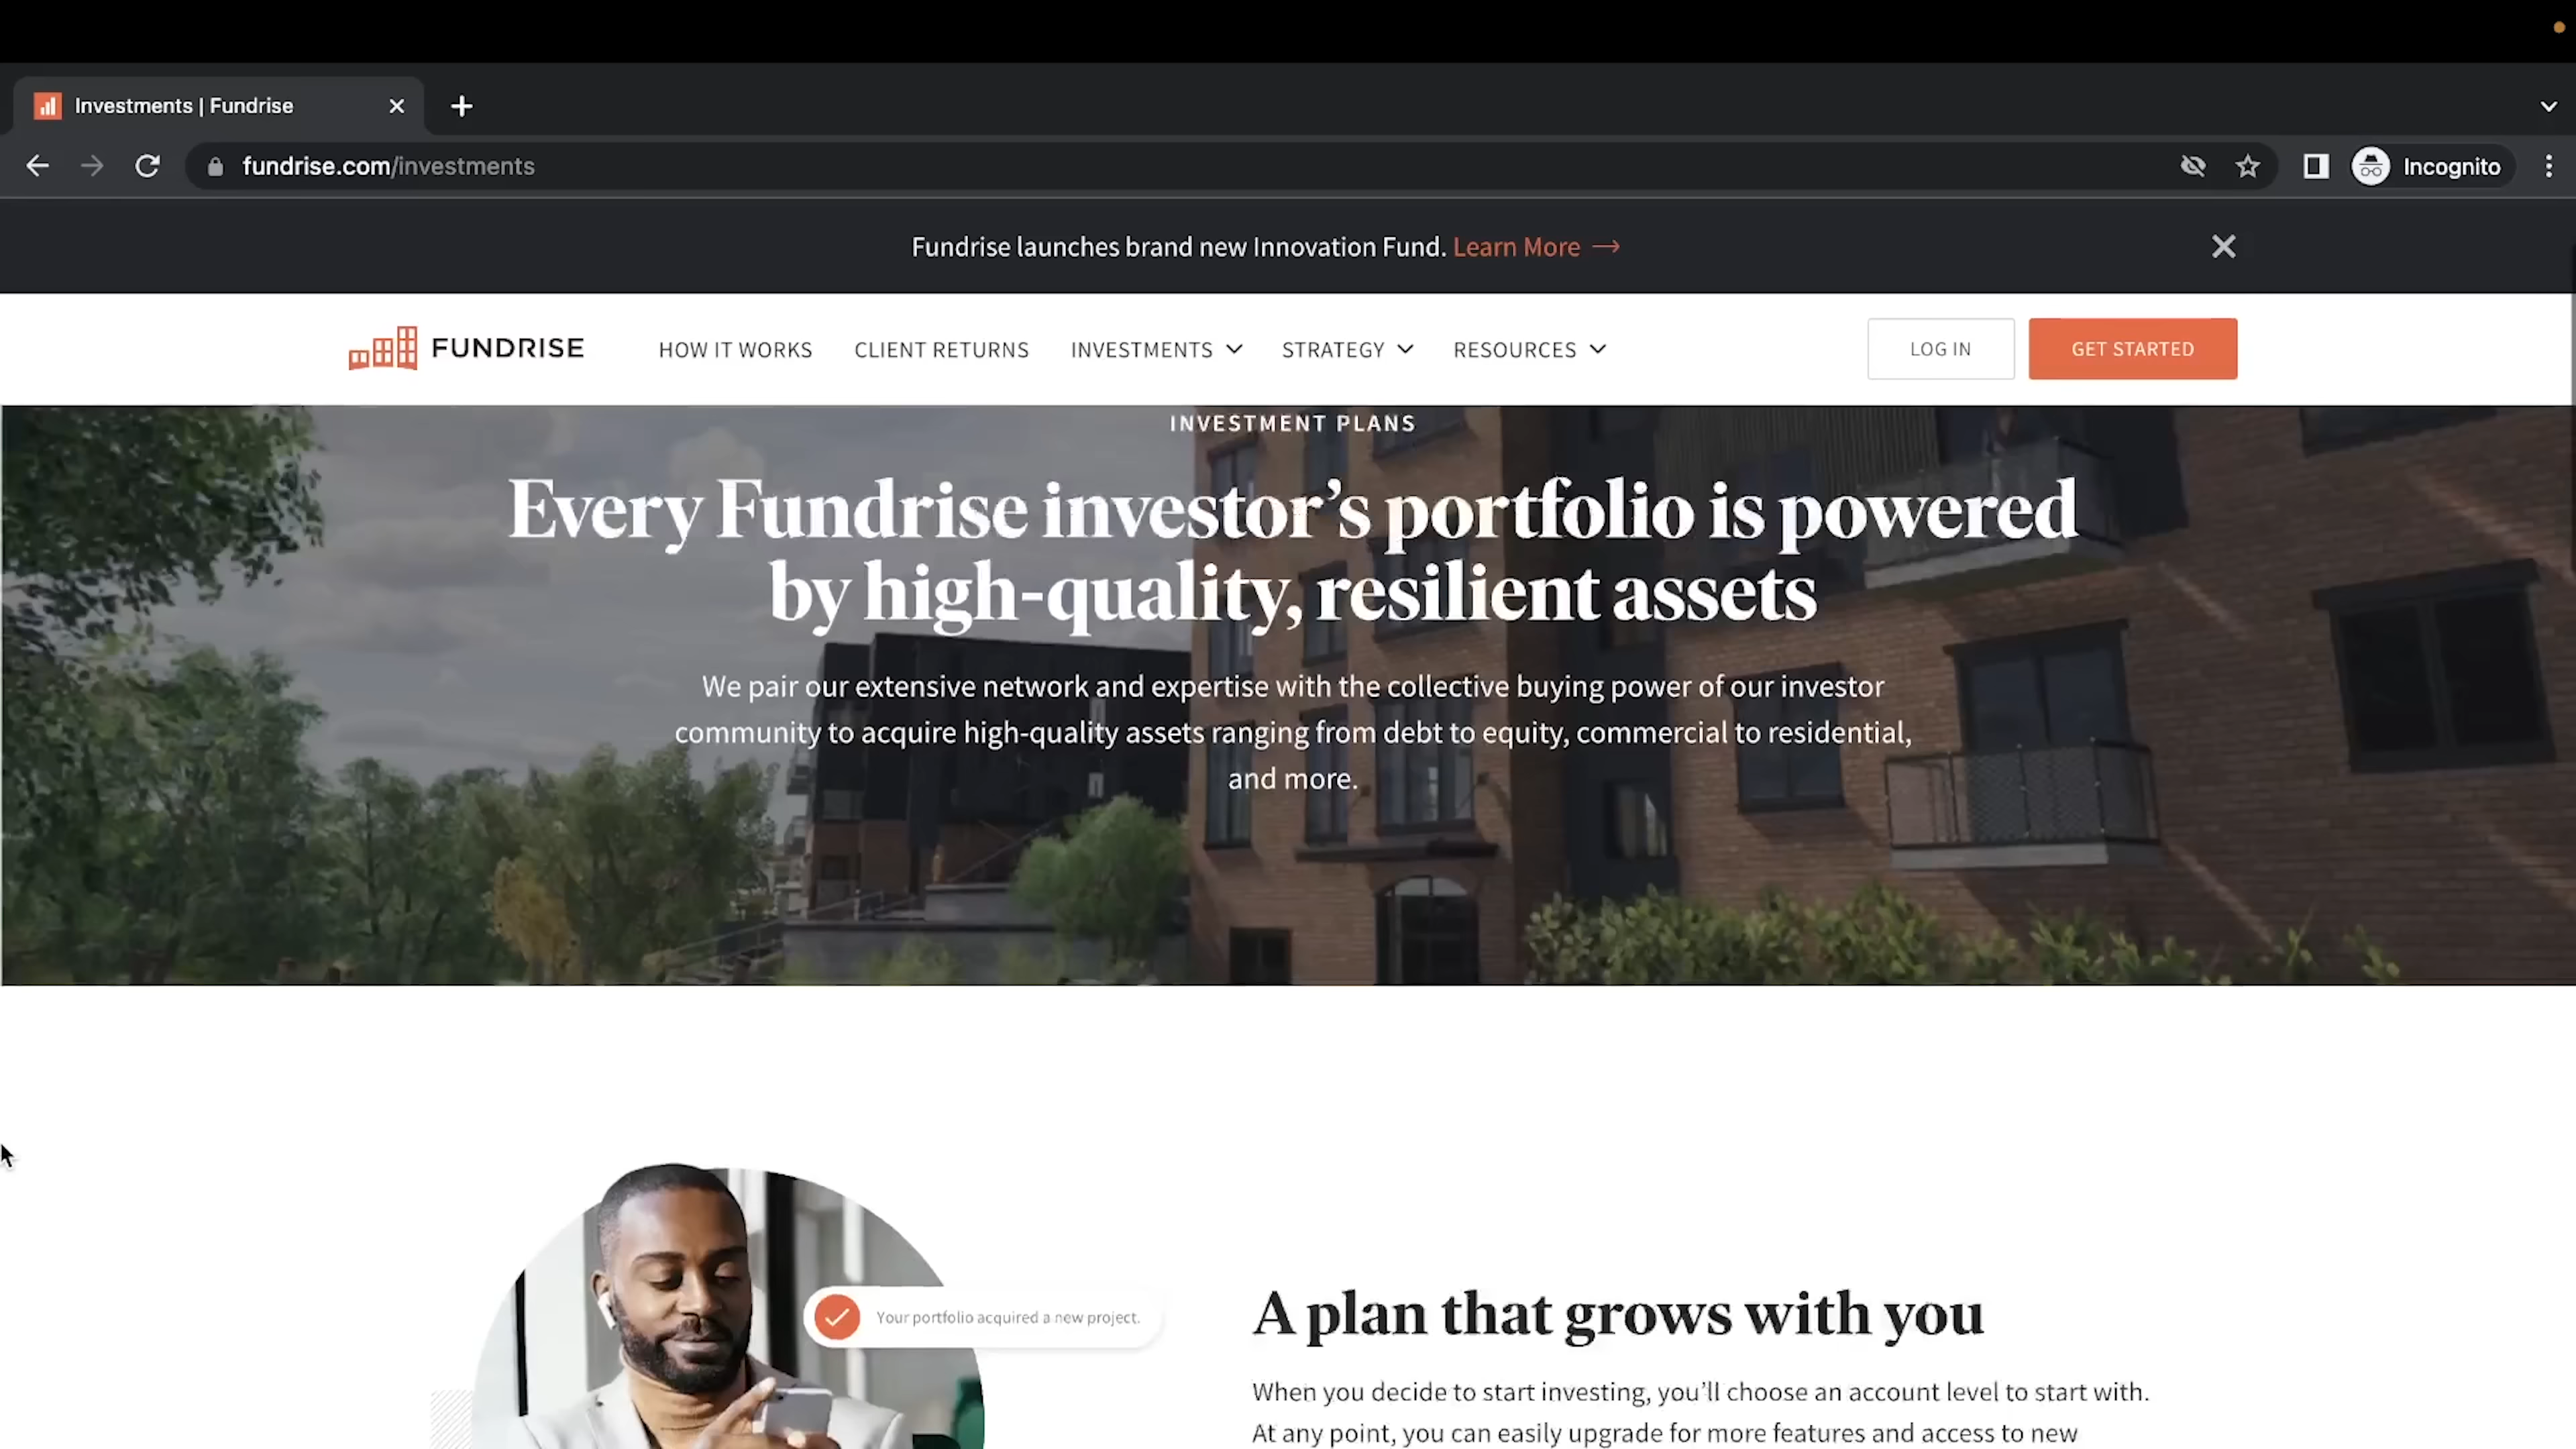 Investments | Fundrise
fundrise.com/investments
Incognito
Fundrise launches brand new Innovation Fund. Learn More →
FUNDRISE
HOW IT WORKS
CLIENT RETURNS
INVESTMENTS
STRATEGY
RESOURCES
LOG IN
GET STARTED
INVESTMENT PLANS
Every Fundrise investor’s portfolio is powered
by high-quality, resilient assets
We pair our extensive network and expertise with the collective buying power of our investor
community to acquire high-quality assets ranging from debt to equity, commercial to residential,
and more.
Your portfolio acquired a new project.
A plan that grows with you
When you decide to start investing, you’ll choose an account level to start with.
At any point, you can easily upgrade for more features and access to new